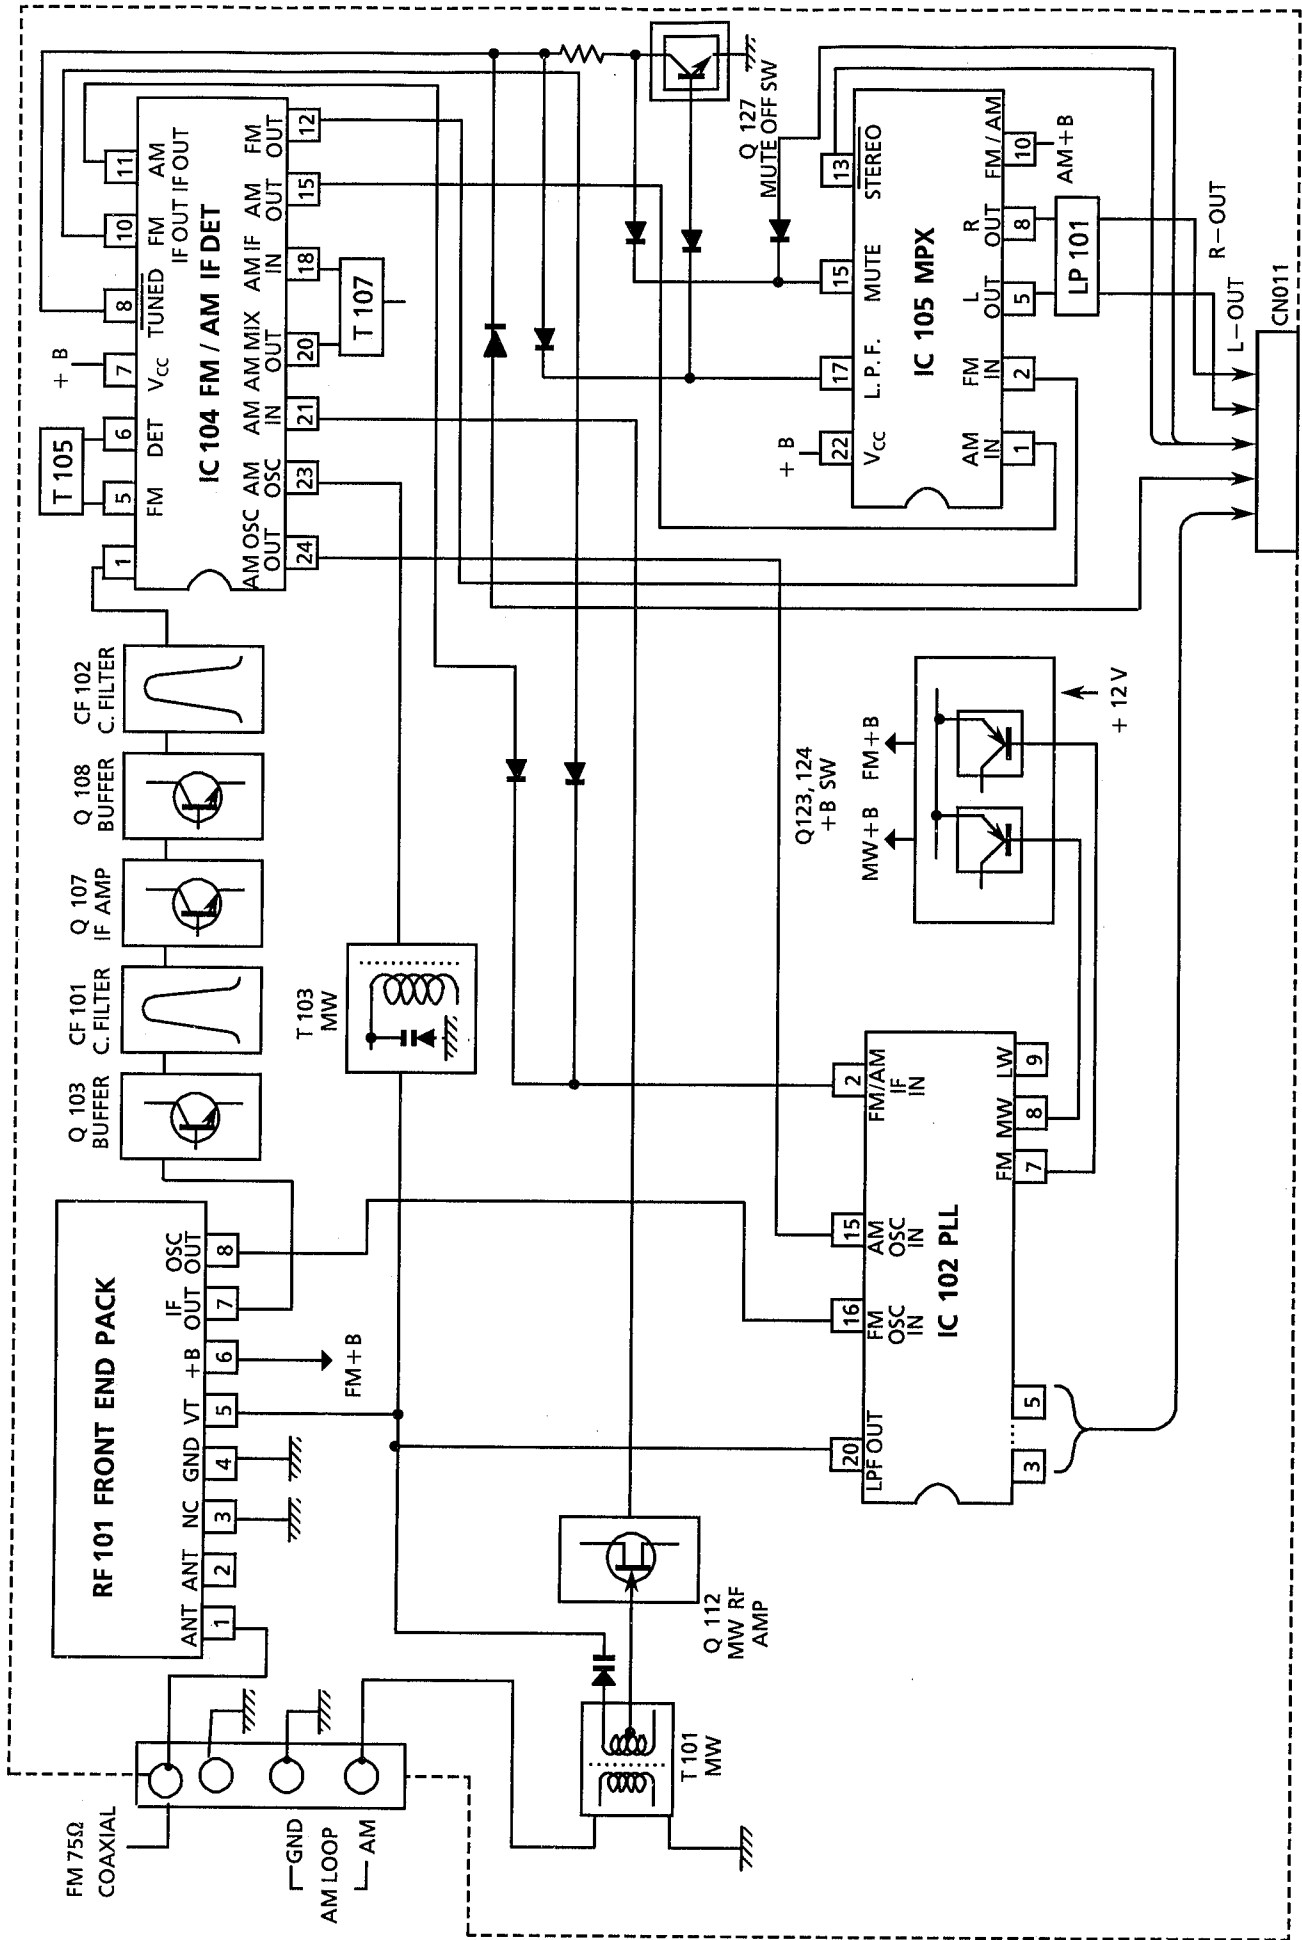 FM 75Ω
COAXIAL
GND
AM LOOP
AM
RF 101 FRONT END PACK
ANT
ANT
NC
GND
VT
+B
IF
OUT
OSC
OUT
1
2
3
4
5
6
7
8
FM+B
Q 103
BUFFER
CF 101
C. FILTER
Q 107
IF AMP
Q 108
BUFFER
CF 102
C. FILTER
T 105
+ B
1
5
6
7
8
10
11
FM
DET
VCC
TUNED
FM
IF OUT
AM
IF OUT
IC 104 FM / AM IF DET
AM OSC
OUT
AM
OSC
AM
IN
AM MIX
OUT
AM IF
IN
AM
OUT
FM
OUT
24
23
21
20
18
15
12
T 107
T 103
MW
T 101
MW
Q 112
MW RF
AMP
Q 127
MUTE OFF SW
20
16
15
2
LPF OUT
FM
OSC
IN
AM
OSC
IN
FM/AM
IF
IN
IC 102 PLL
FM
MW
LW
3
5
7
8
9
Q123, 124
+B SW
MW+B
FM+B
+ 12 V
+ B
22
17
15
13
VCC
L. P. F.
MUTE
STEREO
IC 105 MPX
AM
IN
FM
IN
L
OUT
R
OUT
FM / AM
1
2
5
8
10
LP 101
AM+B
L-OUT
R-OUT
CN011